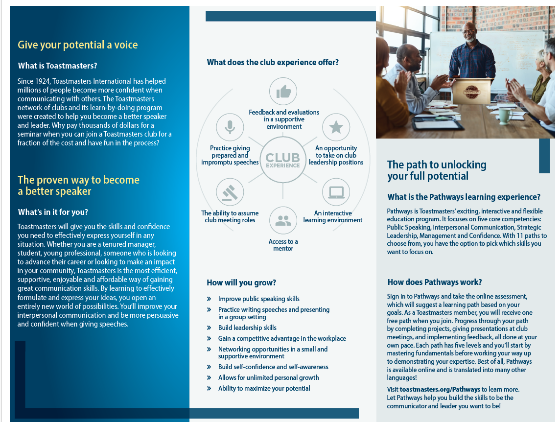 Give your potential a voice
What is Toastmasters?
Since 1924, Toastmasters International has helped
millions of people become more confident when
communicating with others. The Toastmasters
network of clubs and its learn-by-doing program
were created to help you become a better speaker
and leader. Why pay thousands of dollars for a
seminar when you can join a Toastmasters club for a
fraction of the cost and have fun in the process?
The proven way to become
a better speaker
What's in it for you?
Toastmasters will give you the skills and confidence
you need to effectively express yourself in any
situation. Whether you are a tenured manager,
student, young professional, someone who is looking
to advance their career or looking to make an impact
in your community, Toastmasters is the most efficient,
supportive, enjoyable and affordable way of gaining
great communication skills. By learning to effectively
formulate and express your ideas, you open an
entirely new world of possibilities. You'll improve your
interpersonal communication and be more persuasive
and confident when giving speeches.
What does the club experience offer?
Feedback and evaluations
in a supportive
environment
Practice giving
prepared and
impromptu speeches
An opportunity
to take on club
leadership positions
CLUB
EXPERIENCE
The ability to assume
club meeting roles
An interactive
learning environment
Access to a
mentor
How will you grow?
» Improve public speaking skills
» Practice writing speeches and presenting
in a group setting
» Build leadership skills
» Gain a competitive advantage in the workplace
» Networking opportunities in a small and
supportive environment
» Build self-confidence and self-awareness
» Allows for unlimited personal growth
» Ability to maximize your potential
The path to unlocking
your full potential
What is the Pathways learning experience?
Pathways is Toastmasters' exciting, interactive and flexible
education program. It focuses on five core competencies:
Public Speaking, Interpersonal Communication, Strategic
Leadership, Management and Confidence. With 11 paths to
choose from, you have the option to pick which skills you
want to focus on.
How does Pathways work?
Sign in to Pathways and take the online assessment,
which will suggest a learning path based on your
goals. As a Toastmasters member, you will receive one
free path when you join. Progress through your path
by completing projects, giving presentations at club
meetings, and implementing feedback, all done at your
own pace. Each path has five levels and you'll start by
mastering fundamentals before working your way up
to demonstrating your expertise. Best of all, Pathways
is available online and is translated into many other
languages!
Visit toastmasters.org/Pathways to learn more.
Let Pathways help you build the skills to be the
communicator and leader you want to be!